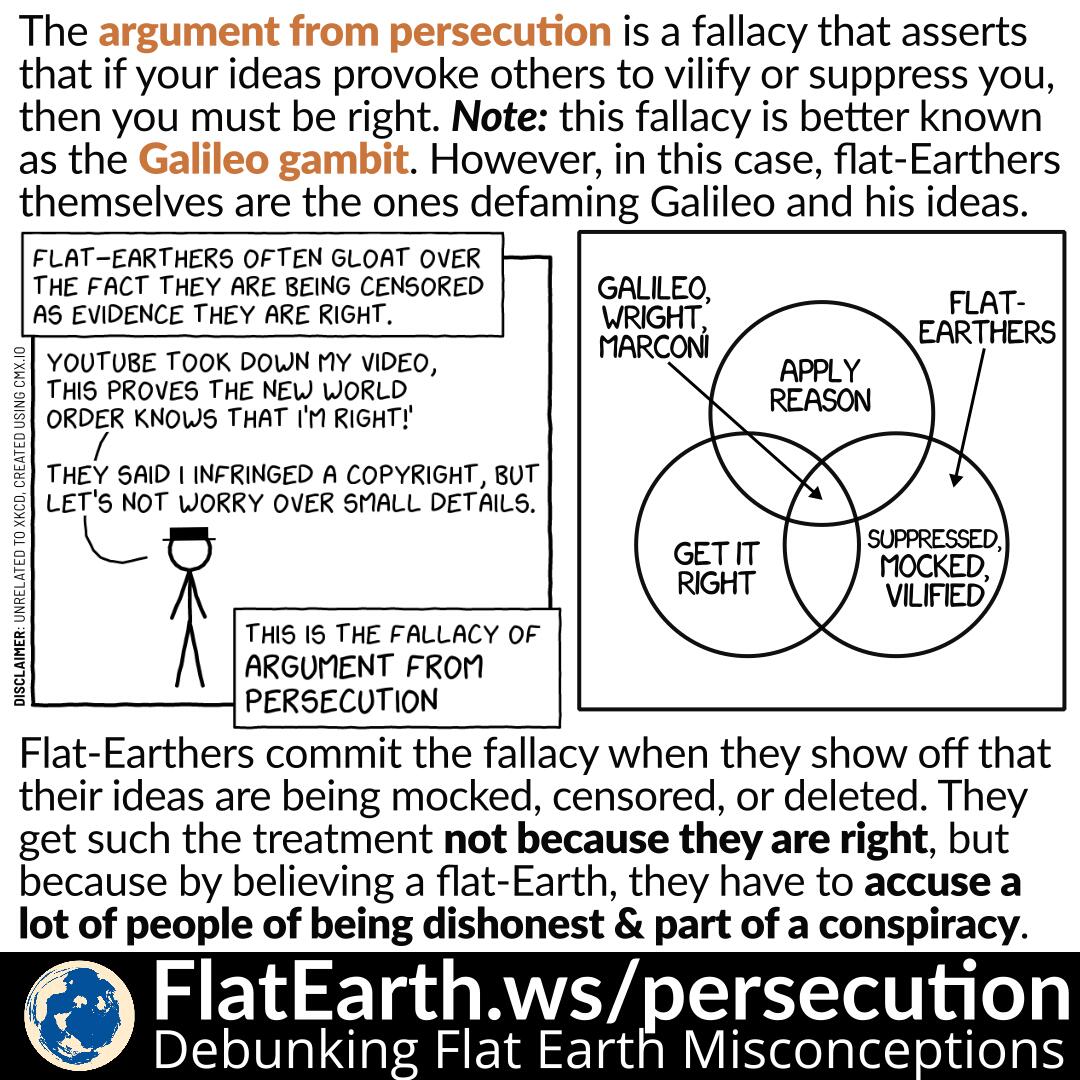 The argument from persecution is a fallacy that asserts
that if your ideas provoke others to vilify or suppress you,
then you must be right. Note: this fallacy is better known
as the Galileo gambit. However, in this case, flat-Earthers
themselves are the ones defaming Galileo and his ideas.
FLAT-EARTHERS OFTEN GLOAT OVER
THE FACT THEY ARE BEING CENSORED
AS EVIDENCE THEY ARE RIGHT.
YOUTUBE TOOK DOWN MY VIDEO,
THIS PROVES THE NEW WORLD
ORDER KNOWS THAT I'M RIGHT!'
THEY SAID I INFRINGED A COPYRIGHT, BUT
LET'S NOT WORRY OVER SMALL DETAILS.
THIS IS THE FALLACY OF
ARGUMENT FROM
PERSECUTION
DISCLAIMER: UNRELATED TO XKCD, CREATED USING CMX.IO
GALILEO,
WRIGHT,
MARCONI
FLAT-
EARTHERS
APPLY
REASON
GET IT
RIGHT
SUPPRESSED,
MOCKED,
VILIFIED
Flat-Earthers commit the fallacy when they show off that
their ideas are being mocked, censored, or deleted. They
get such the treatment not because they are right, but
because by believing a flat-Earth, they have to accuse a
lot of people of being dishonest & part of a conspiracy.
FlatEarth.ws/persecution
Debunking Flat Earth Misconceptions